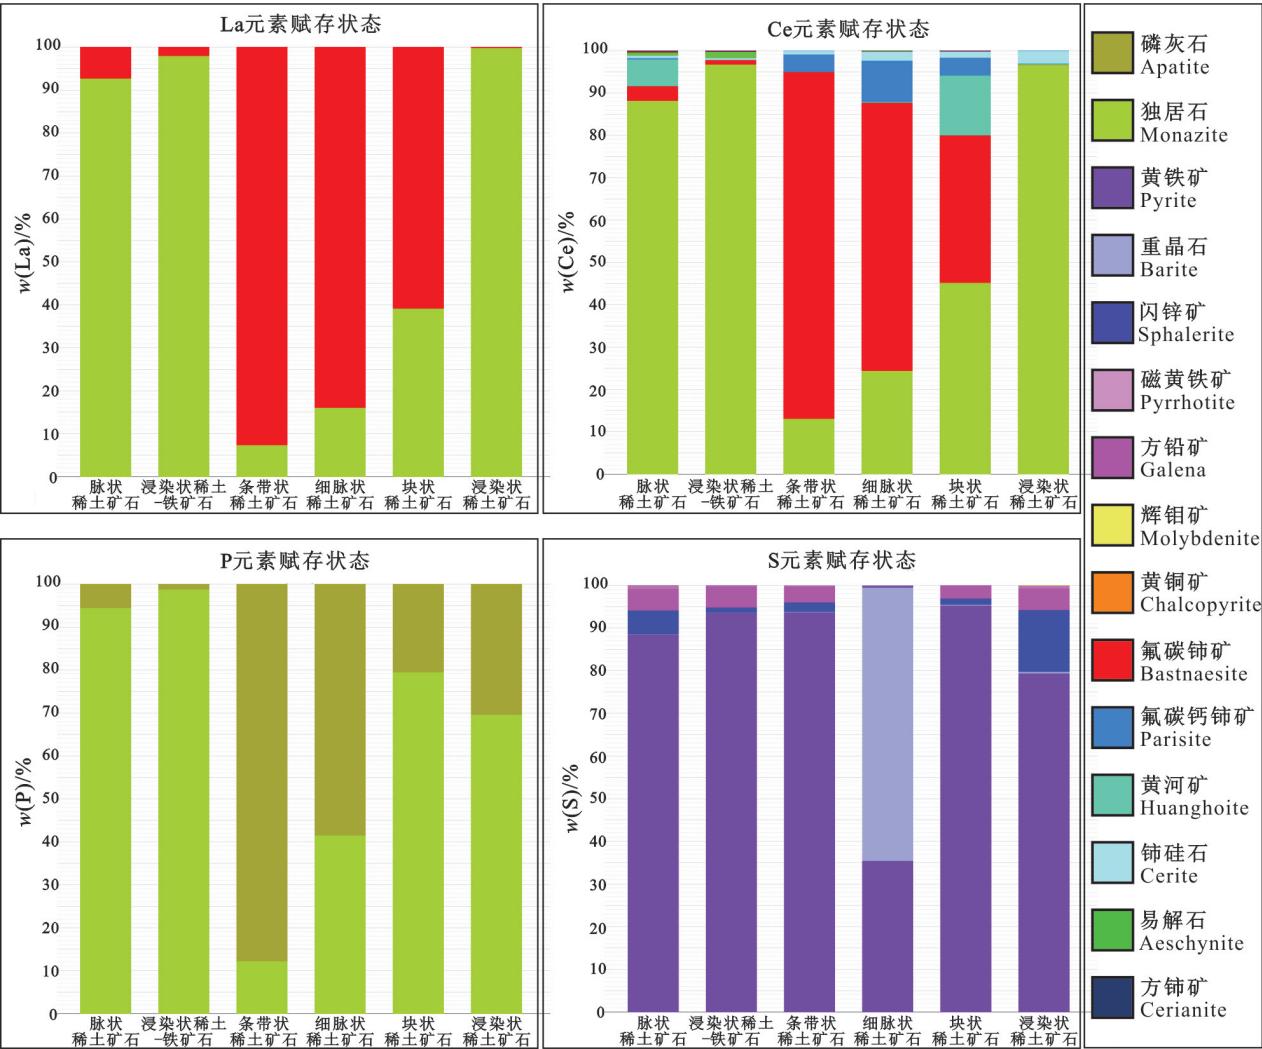 La元素赋存状态
100
90
80
70
60
50
40
30
20
10
0
w(La)/%
脉状 浸染状稀土 条带状 细脉状 块状 浸染状
稀土矿石 -铁矿石 稀土矿石 稀土矿石 稀土矿石 稀土矿石
Ce元素赋存状态
100
90
80
70
60
50
40
30
20
10
0
w(Ce)/%
脉状 浸染状稀土 条带状 细脉状 块状 浸染状
稀土矿石 -铁矿石 稀土矿石 稀土矿石 稀土矿石 稀土矿石
P元素赋存状态
100
90
80
70
60
50
40
30
20
10
0
w(P)/%
脉状 浸染状稀土 条带状 细脉状 块状 浸染状
稀土矿石 -铁矿石 稀土矿石 稀土矿石 稀土矿石 稀土矿石
S元素赋存状态
100
90
80
70
60
50
40
30
20
10
0
w(S)/%
脉状 浸染状稀土 条带状 细脉状 块状 浸染状
稀土矿石 -铁矿石 稀土矿石 稀土矿石 稀土矿石 稀土矿石
磷灰石
Apatite
独居石
Monazite
黄铁矿
Pyrite
重晶石
Barite
闪锌矿
Sphalerite
磁黄铁矿
Pyrrhotite
方铅矿
Galena
辉钼矿
Molybdenite
黄铜矿
Chalcopyrite
氟碳铈矿
Bastnaesite
氟碳钙铈矿
Parisite
黄河矿
Huanghoite
铈硅石
Cerite
易解石
Aeschynite
方铈矿
Cerianite